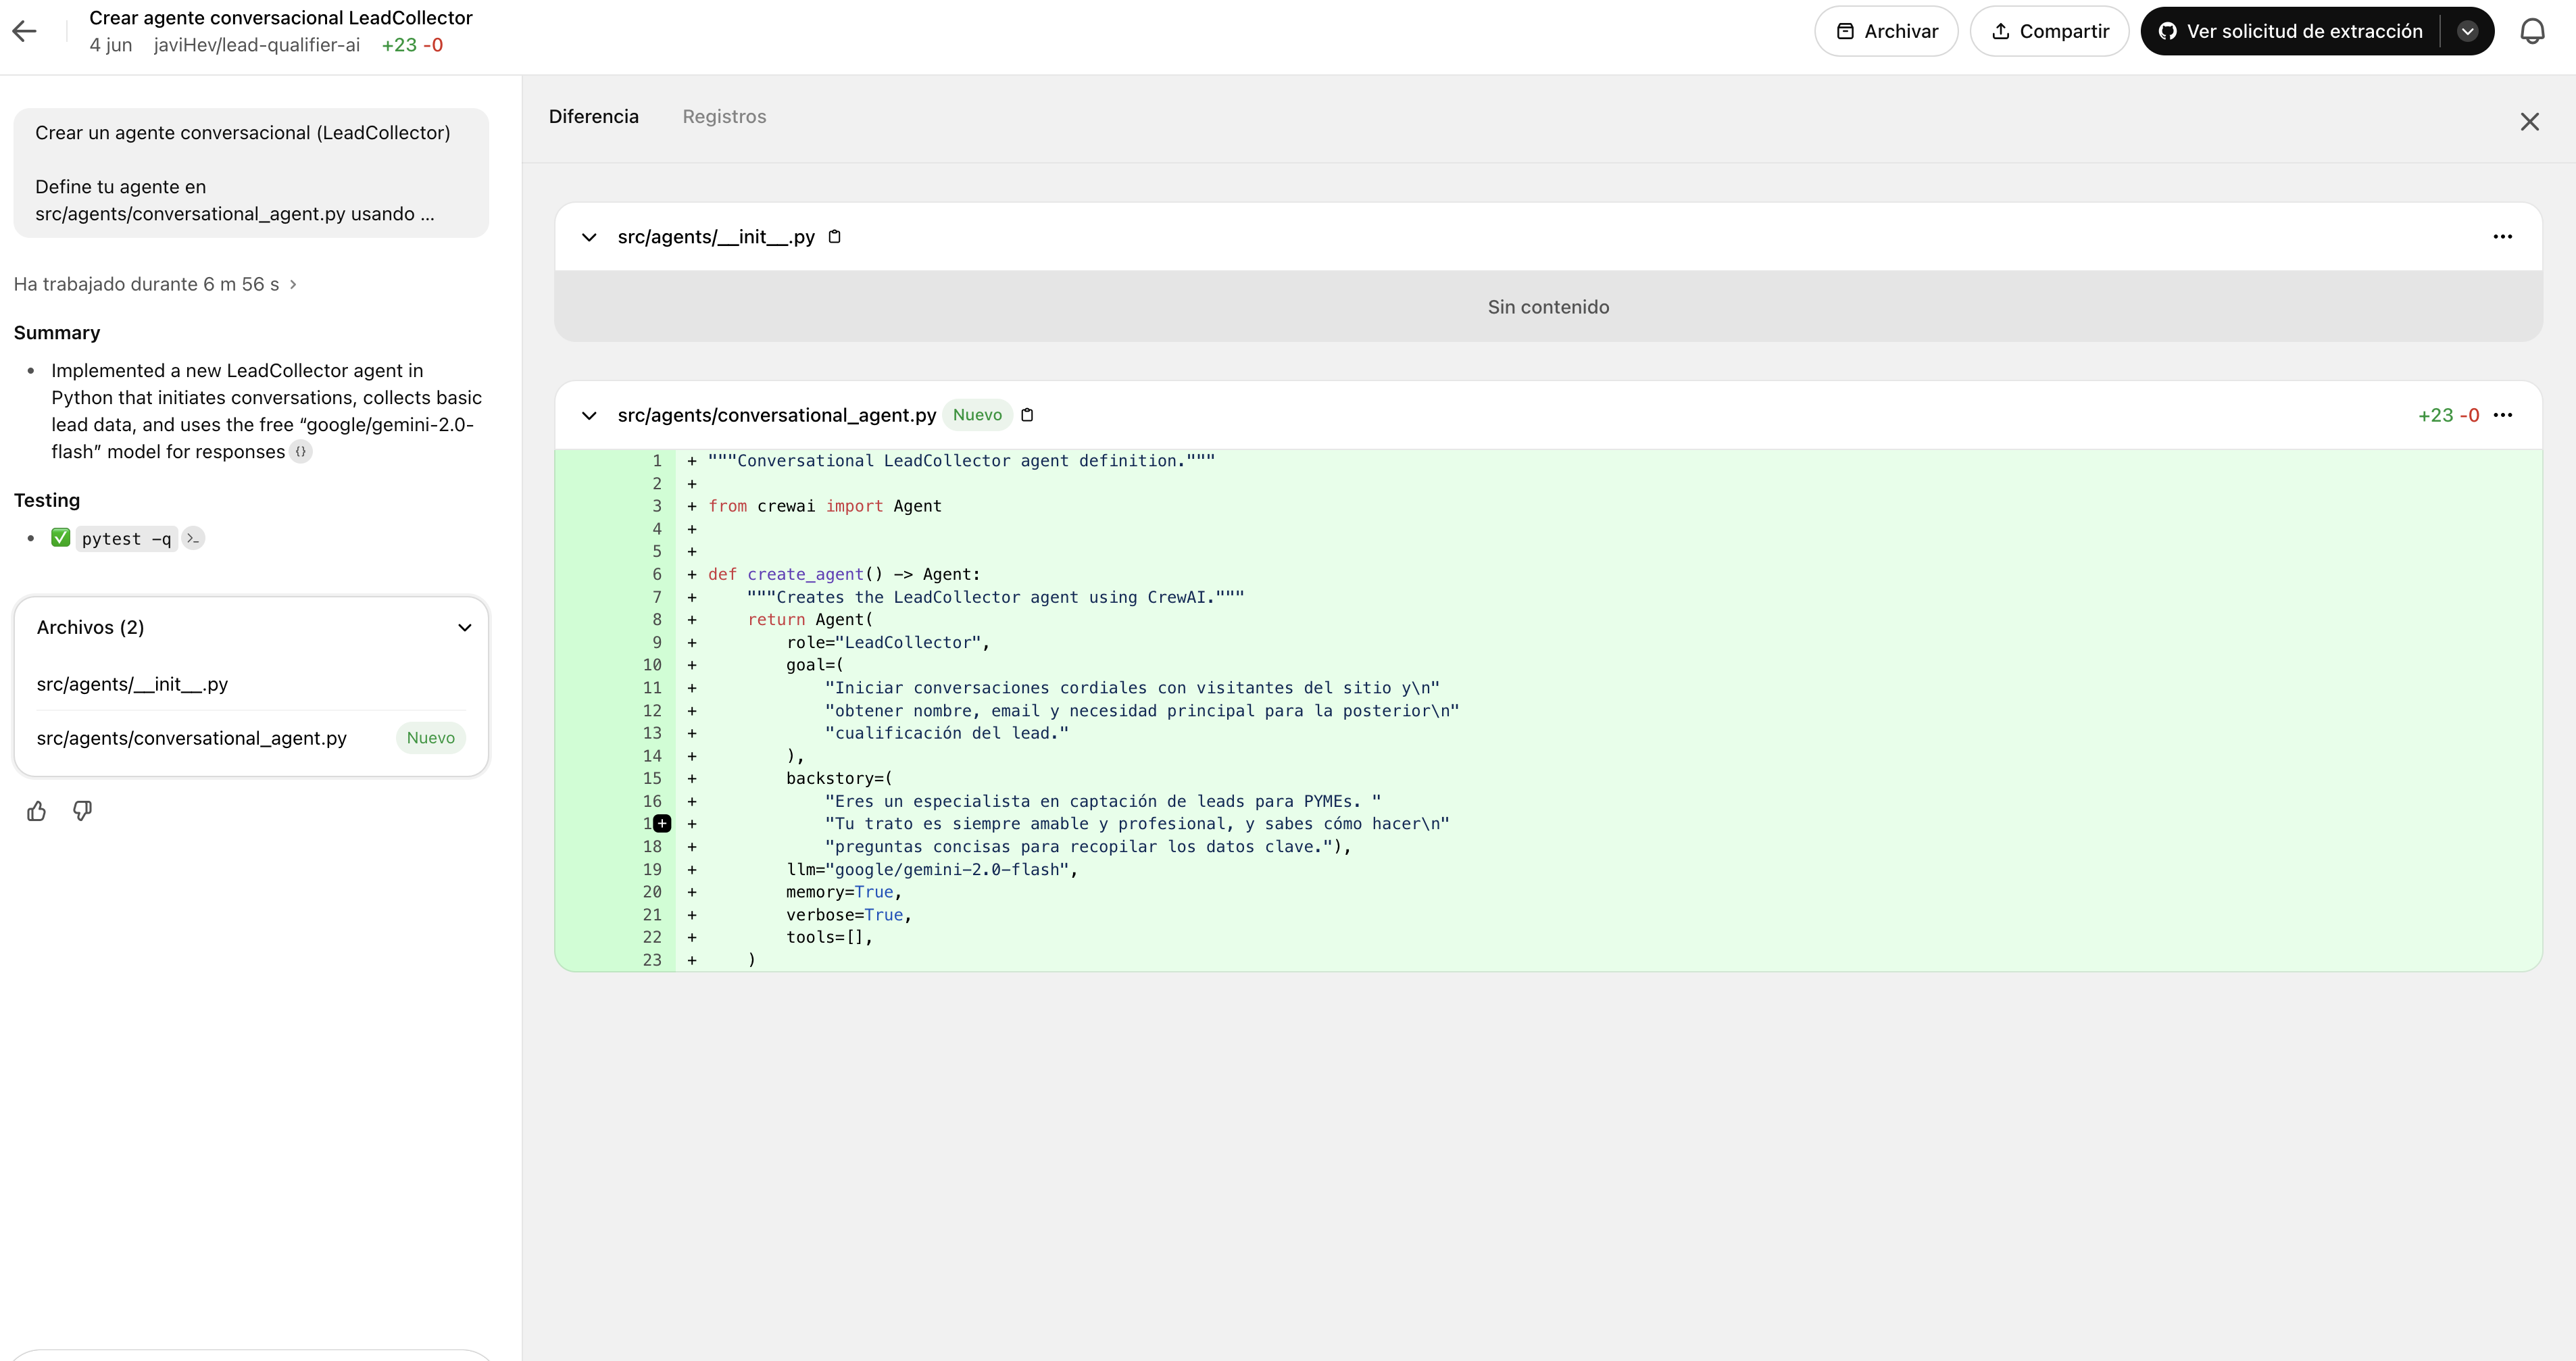 Crear agente conversacional LeadCollector
4 jun javiHev/lead-qualifier-ai +23 -0
Archivar
Compartir
Ver solicitud de extracción
Crear un agente conversacional (LeadCollector)
Define tu agente en
src/agents/conversational_agent.py usando ...
Ha trabajado durante 6 m 56 s >
Summary
• Implemented a new LeadCollector agent in
Python that initiates conversations, collects basic
lead data, and uses the free “google/gemini-2.0-
flash” model for responses {}
Testing
• ✅ pytest -q >_
Archivos (2)
src/agents/__init__.py
src/agents/conversational_agent.py Nuevo
Diferencia Registros
src/agents/__init__.py
Sin contenido
src/agents/conversational_agent.py Nuevo +23 -0
1 + """Conversational LeadCollector agent definition."""
2 +
3 + from crewai import Agent
4 +
5 +
6 + def create_agent() -> Agent:
7 +     """Creates the LeadCollector agent using CrewAI."""
8 +     return Agent(
9 +         role="LeadCollector",
10 +         goal=(
11 +             "Iniciar conversaciones cordiales con visitantes del sitio y\n"
12 +             "obtener nombre, email y necesidad principal para la posterior\n"
13 +             "cualificación del lead."
14 +         ),
15 +         backstory=(
16 +             "Eres un especialista en captación de leads para PYMEs. "
1 + +             "Tu trato es siempre amable y profesional, y sabes cómo hacer\n"
18 +             "preguntas concisas para recopilar los datos clave."),
19 +         llm="google/gemini-2.0-flash",
20 +         memory=True,
21 +         verbose=True,
22 +         tools=[],
23 +     )